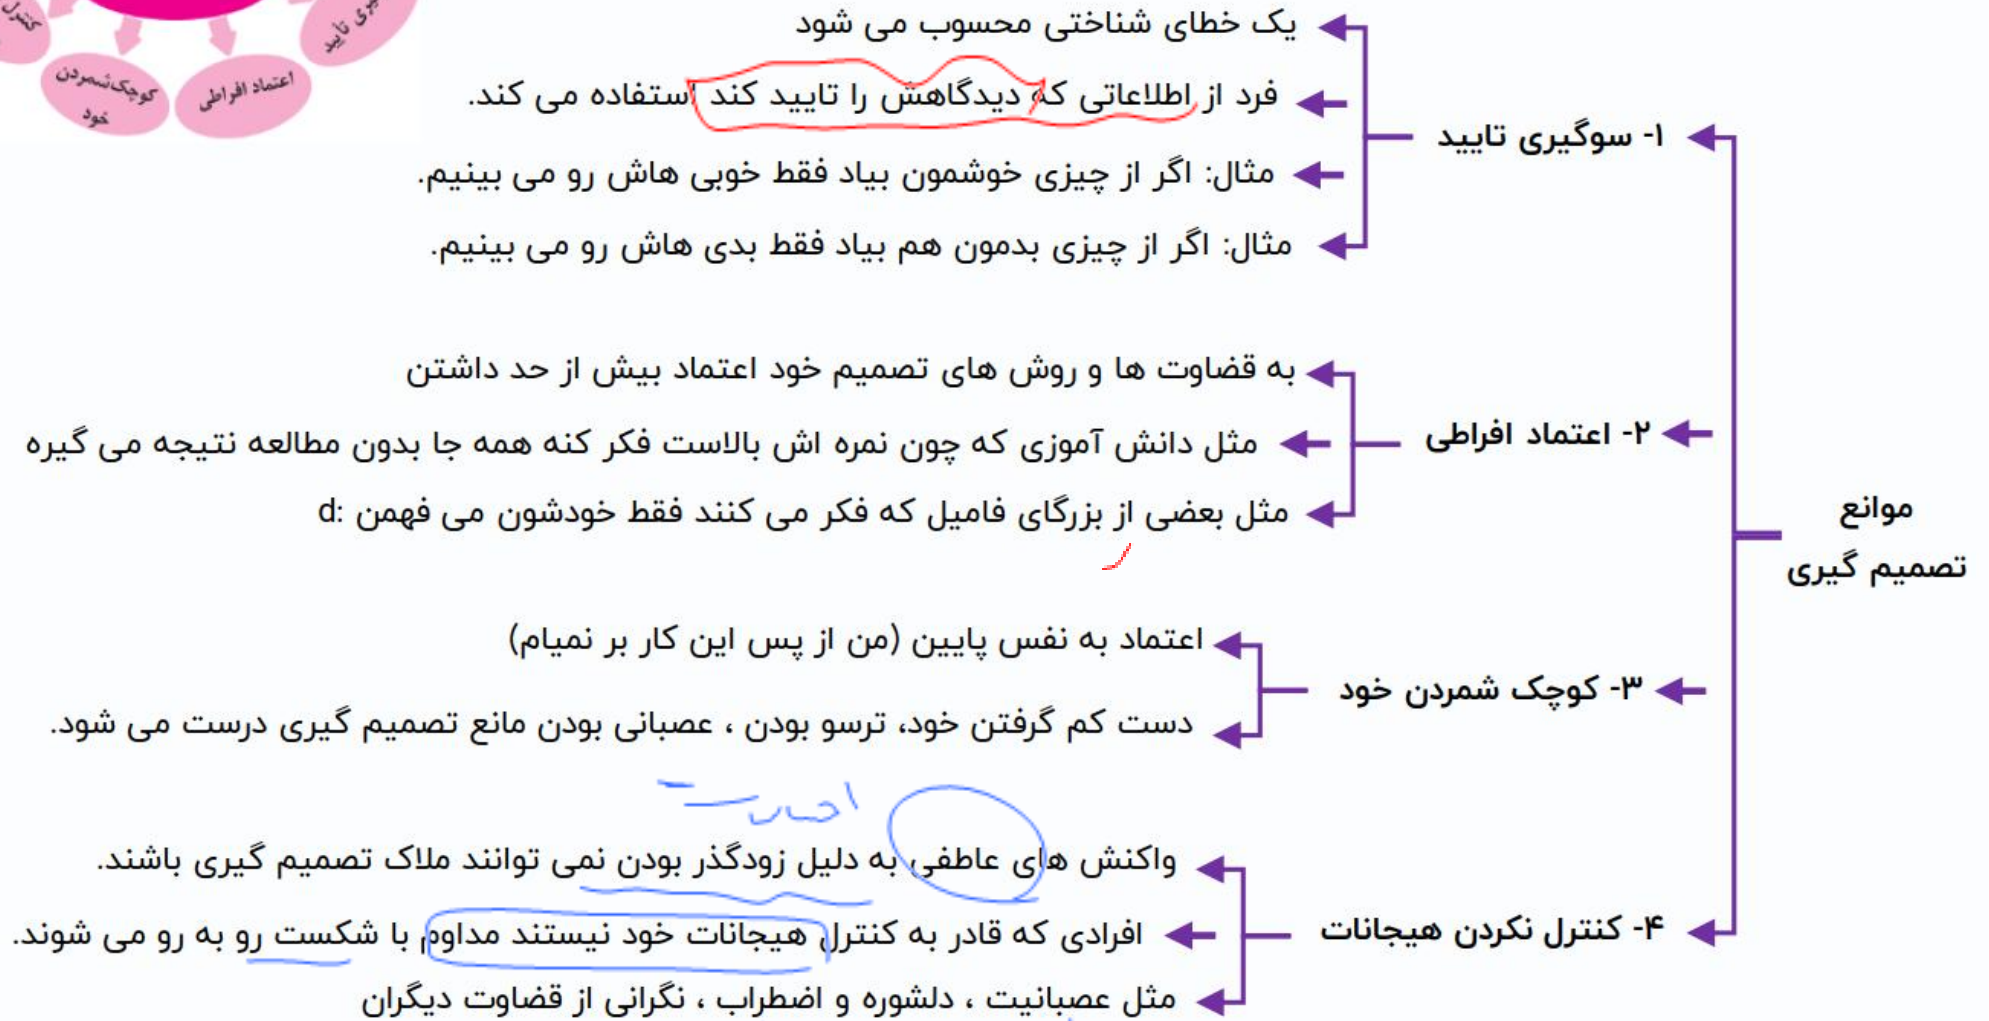 کنترل
کوچک‌شمردن
خود
اعتماد افراطی
تأیید
موانع
تصمیم گیری
۱- سوگیری تایید
یک خطای شناختی محسوب می شود
فرد از اطلاعاتی که دیدگاهش را تایید کند استفاده می کند.
مثال: اگر از چیزی خوشمون بیاد فقط خوبی هاش رو می بینیم.
مثال: اگر از چیزی بدمون هم بیاد فقط بدی هاش رو می بینیم.
۲- اعتماد افراطی
به قضاوت ها و روش های تصمیم خود اعتماد بیش از حد داشتن
مثل دانش آموزی که چون نمره اش بالاست فکر کنه همه جا بدون مطالعه نتیجه می گیره
مثل بعضی از بزرگای فامیل که فکر می کنند فقط خودشون می فهمن :d
۳- کوچک شمردن خود
اعتماد به نفس پایین (من از پس این کار بر نمیام)
دست کم گرفتن خود، ترسو بودن ، عصبانی بودن مانع تصمیم گیری درست می شود.
۴- کنترل نکردن هیجانات
واکنش های عاطفی به دلیل زودگذر بودن نمی توانند ملاک تصمیم گیری باشند.
افرادی که قادر به کنترل هیجانات خود نیستند مداوم با شکست رو به رو می شوند.
مثل عصبانیت ، دلشوره و اضطراب ، نگرانی از قضاوت دیگران